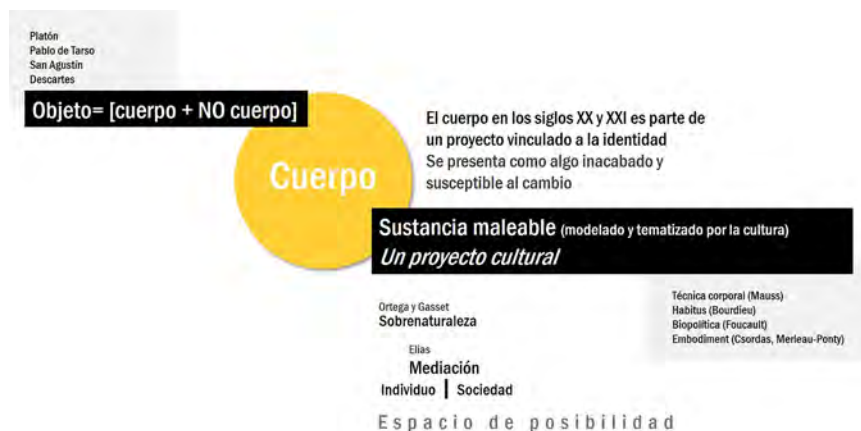 Platón
Pablo de Tarso
San Agustín
Descartes
Objeto= [cuerpo + NO cuerpo]
Cuerpo
El cuerpo en los siglos XX y XXI es parte de
un proyecto vinculado a la identidad
Se presenta como algo inacabado y
susceptible al cambio
Sustancia maleable (modelado y tematizado por la cultura)
Un proyecto cultural
Ortega y Gasset
Sobrenaturaleza
Elias
Mediación
Individuo | Sociedad
Espacio de posibilidad
Técnica corporal (Mauss)
Habitus (Bourdieu)
Biopolítica (Foucault)
Embodiment (Csordas, Merleau-Ponty)